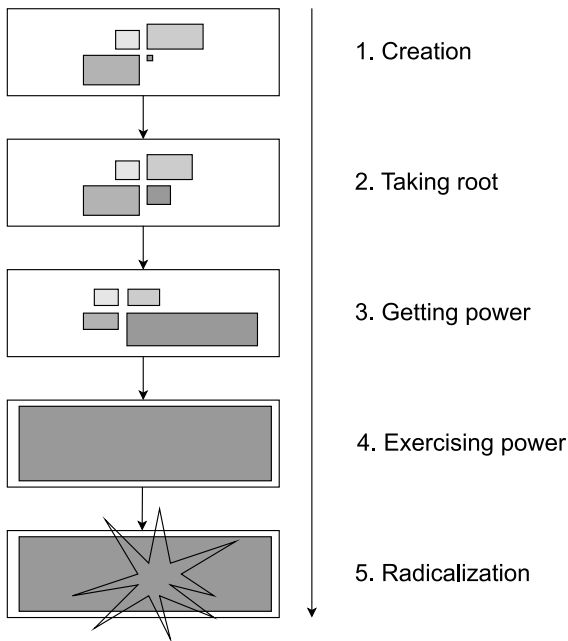 1. Creation
2. Taking root
3. Getting power
4. Exercising power
5. Radicalization